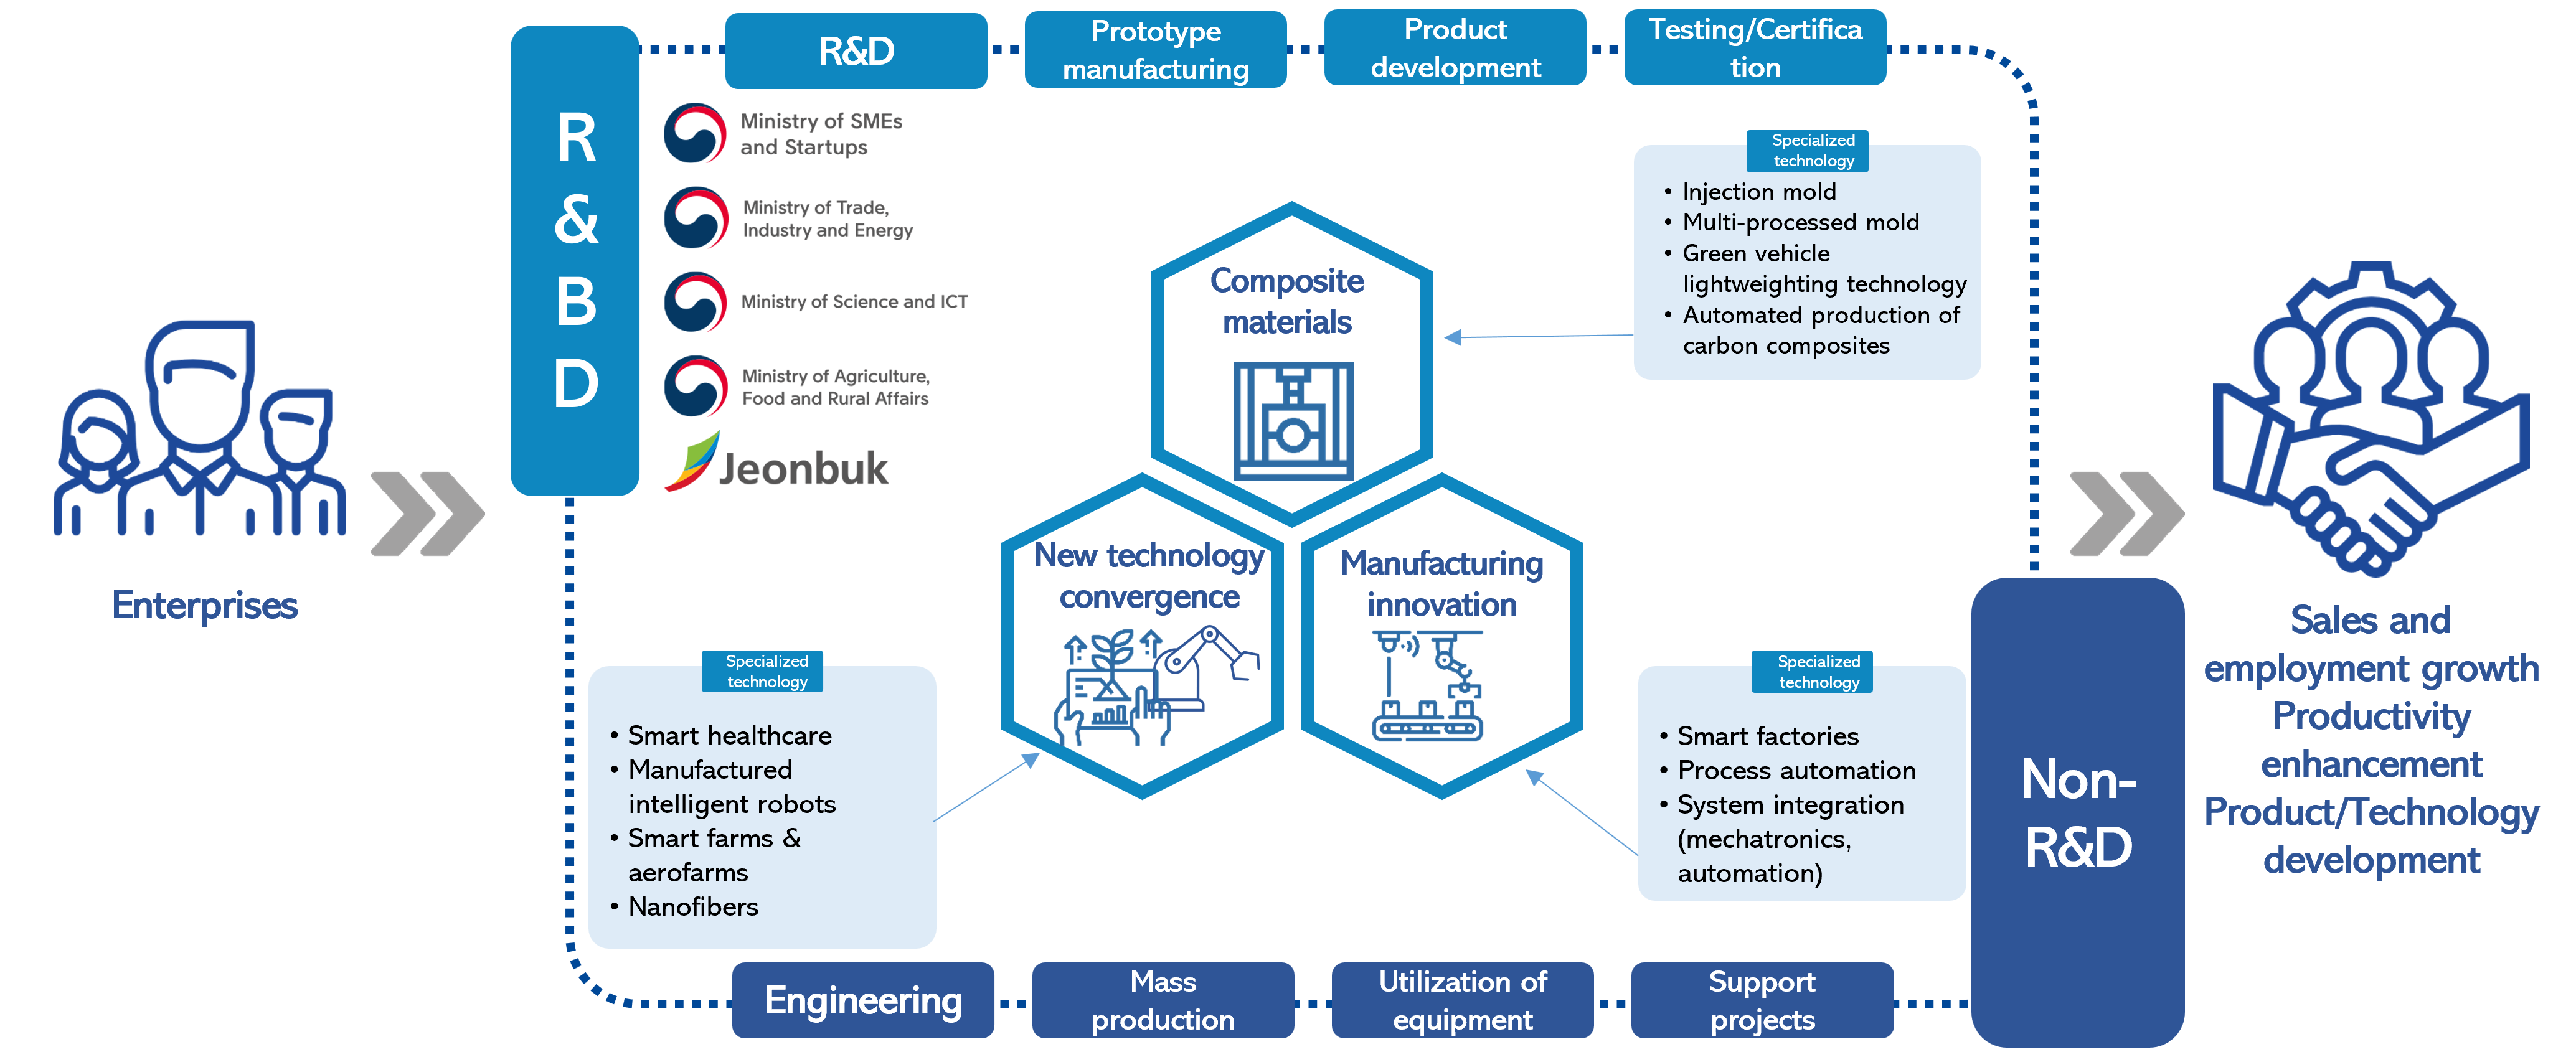 Enterprises
R
&
B
D
R&D
Prototype
manufacturing
Product
development
Testing/Certifica
tion
Ministry of SMEs
and Startups
Ministry of Trade,
Industry and Energy
Ministry of Science and ICT
Ministry of Agriculture,
Food and Rural Affairs
Jeonbuk
Composite
materials
Specialized
technology
• Injection mold
• Multi-processed mold
• Green vehicle
lightweighting technology
• Automated production of
carbon composites
New technology
convergence
Specialized
technology
• Smart healthcare
• Manufactured
intelligent robots
• Smart farms &
aerofarms
• Nanofibers
Manufacturing
innovation
Specialized
technology
• Smart factories
• Process automation
• System integration
(mechatronics,
automation)
Engineering
Mass
production
Utilization of
equipment
Support
projects
Non-
R&D
Sales and
employment growth
Productivity
enhancement
Product/Technology
development